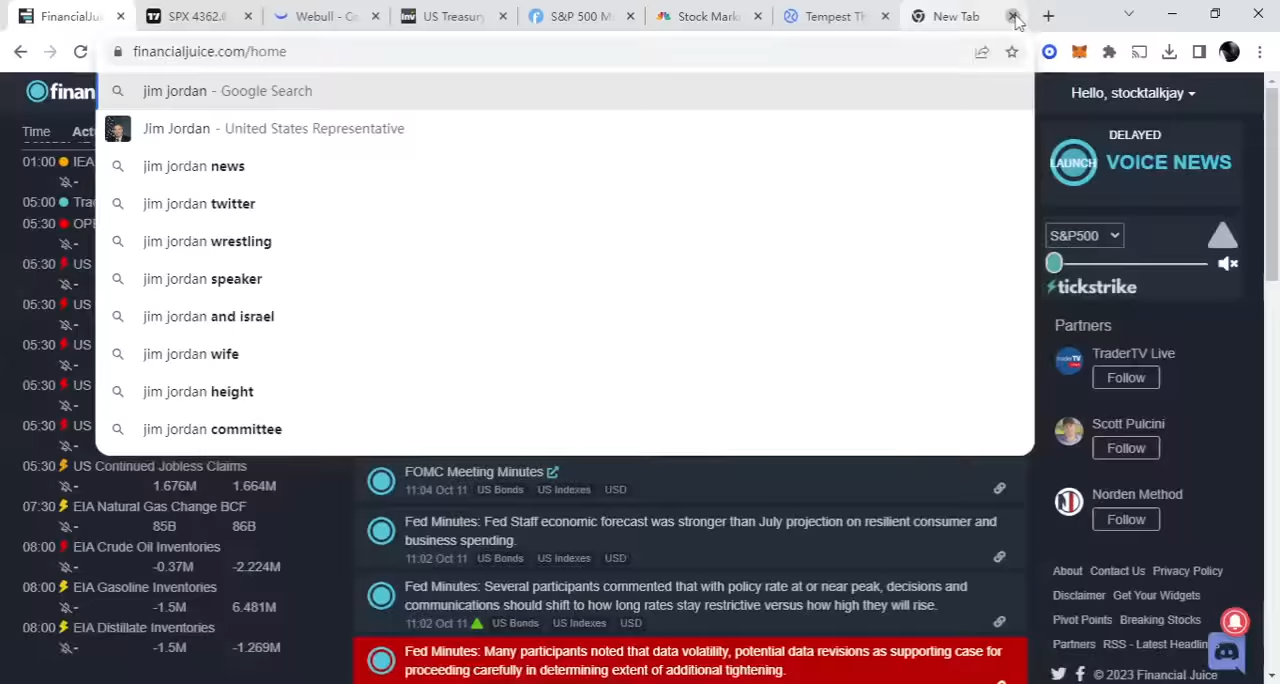 FinancialJu
SPX 4362.0
Webull - Ce
US Treasury
S&P 500 M
Stock Mark
Tempest Th
New Tab
financialjuice.com/home
jim jordan - Google Search
Jim Jordan - United States Representative
jim jordan news
jim jordan twitter
jim jordan wrestling
jim jordan speaker
jim jordan and israel
jim jordan wife
jim jordan height
jim jordan committee
finan
Time Act
01:00 IEA
-
05:00 Trad
05:30 OPE
-
05:30 US
-
05:30 US
-
05:30 US
-
05:30 US
-
05:30 US
-
05:30 US Continued Jobless Claims
- 1.676M 1.664M
07:30 EIA Natural Gas Change BCF
- 85B 86B
08:00 EIA Crude Oil Inventories
- -0.37M -2.224M
08:00 EIA Gasoline Inventories
- -1.5M 6.481M
08:00 EIA Distillate Inventories
- -1.5M -1.269M
FOMC Meeting Minutes
11:04 Oct 11 US Bonds US Indexes USD
Fed Minutes: Fed Staff economic forecast was stronger than July projection on resilient consumer and
business spending.
11:02 Oct 11 US Bonds US Indexes USD
Fed Minutes: Several participants commented that with policy rate at or near peak, decisions and
communications should shift to how long rates stay restrictive versus how high they will rise.
11:02 Oct 11 US Bonds US Indexes USD
Fed Minutes: Many participants noted that data volatility, potential data revisions as supporting case for
proceeding carefully in determining extent of additional tightening.
Hello, stocktalkjay
DELAYED
LAUNCH VOICE NEWS
S&P500
tickstrike
Partners
TraderTV Live
Follow
Scott Pulcini
Follow
Norden Method
Follow
About Contact Us Privacy Policy
Disclaimer Get Your Widgets
Pivot Points Breaking Stocks
Partners RSS - Latest Headlin
© 2023 Financial Juice